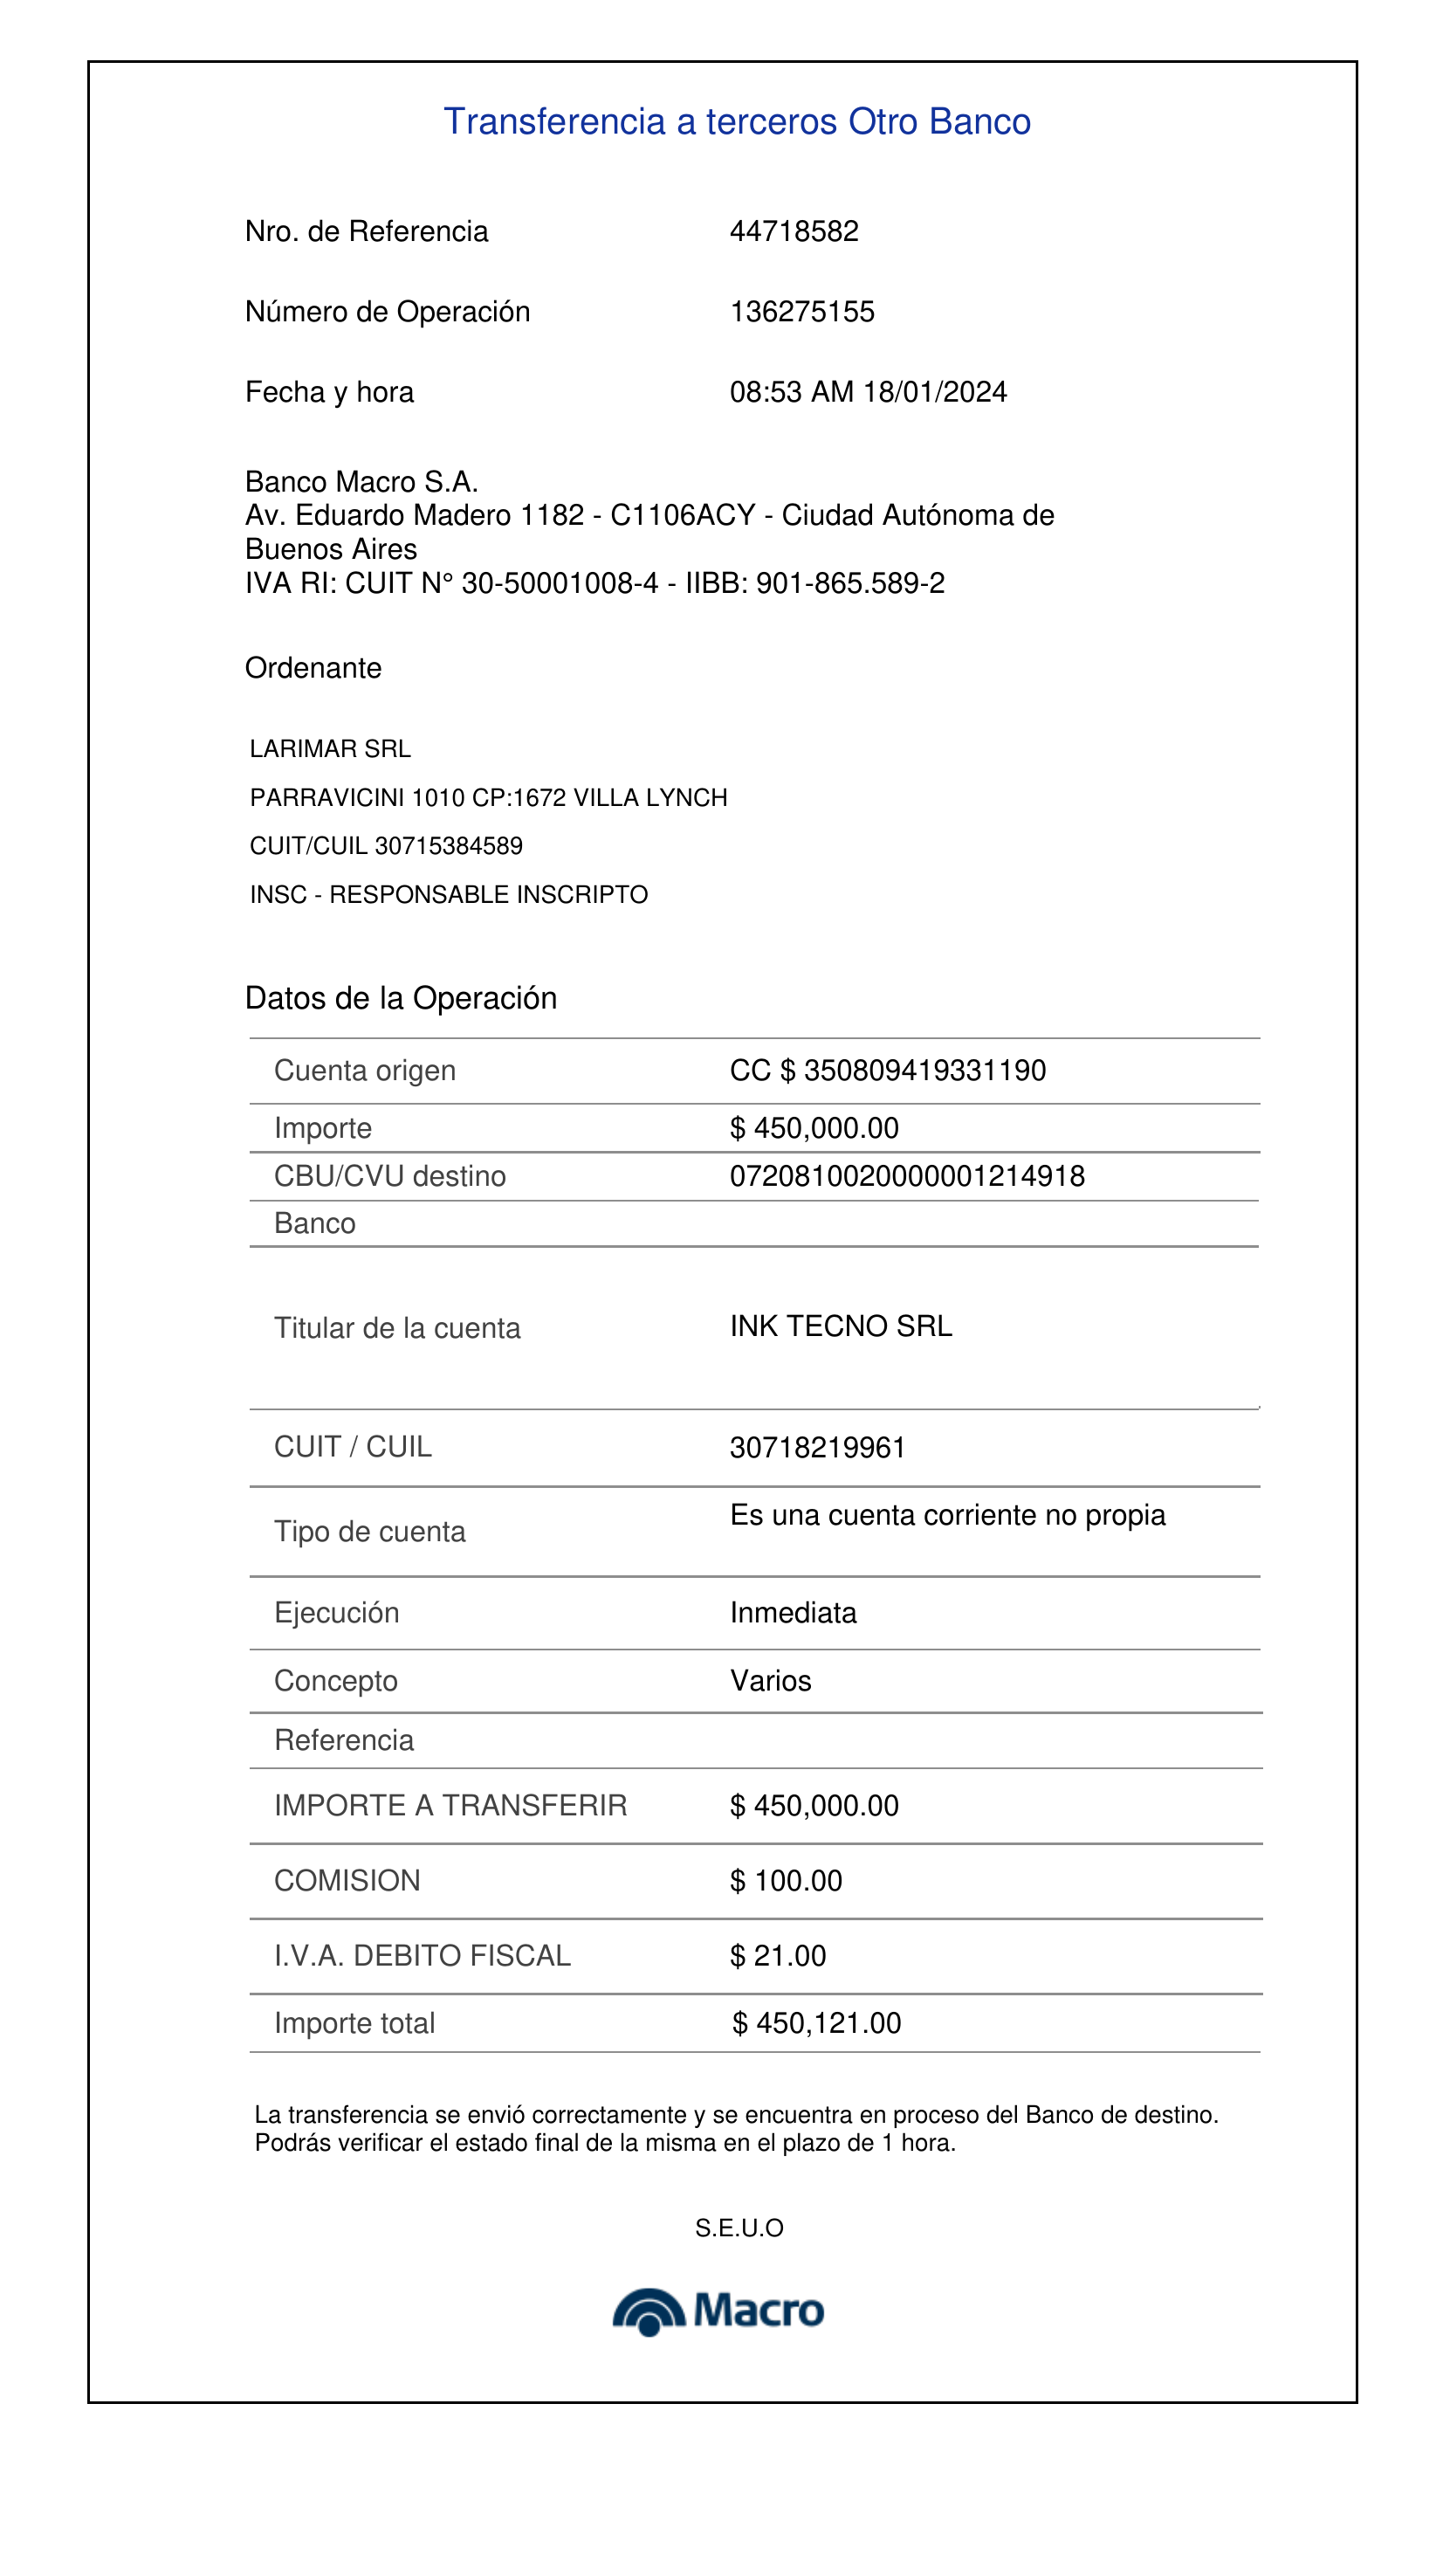 Transferencia a terceros Otro Banco
Nro. de Referencia 44718582
Número de Operación 136275155
Fecha y hora 08:53 AM 18/01/2024
Banco Macro S.A.
Av. Eduardo Madero 1182 - C1106ACY - Ciudad Autónoma de
Buenos Aires
IVA RI: CUIT N° 30-50001008-4 - IIBB: 901-865.589-2
Ordenante
LARIMAR SRL
PARRAVICINI 1010 CP:1672 VILLA LYNCH
CUIT/CUIL 30715384589
INSC - RESPONSABLE INSCRIPTO
Datos de la Operación
Cuenta origen CC $ 350809419331190
Importe $ 450,000.00
CBU/CVU destino 0720810020000001214918
Banco
Titular de la cuenta INK TECNO SRL
CUIT / CUIL 30718219961
Tipo de cuenta Es una cuenta corriente no propia
Ejecución Inmediata
Concepto Varios
Referencia
IMPORTE A TRANSFERIR $ 450,000.00
COMISION $ 100.00
I.V.A. DEBITO FISCAL $ 21.00
Importe total $ 450,121.00
La transferencia se envió correctamente y se encuentra en proceso del Banco de destino.
Podrás verificar el estado final de la misma en el plazo de 1 hora.
S.E.U.O
Macro